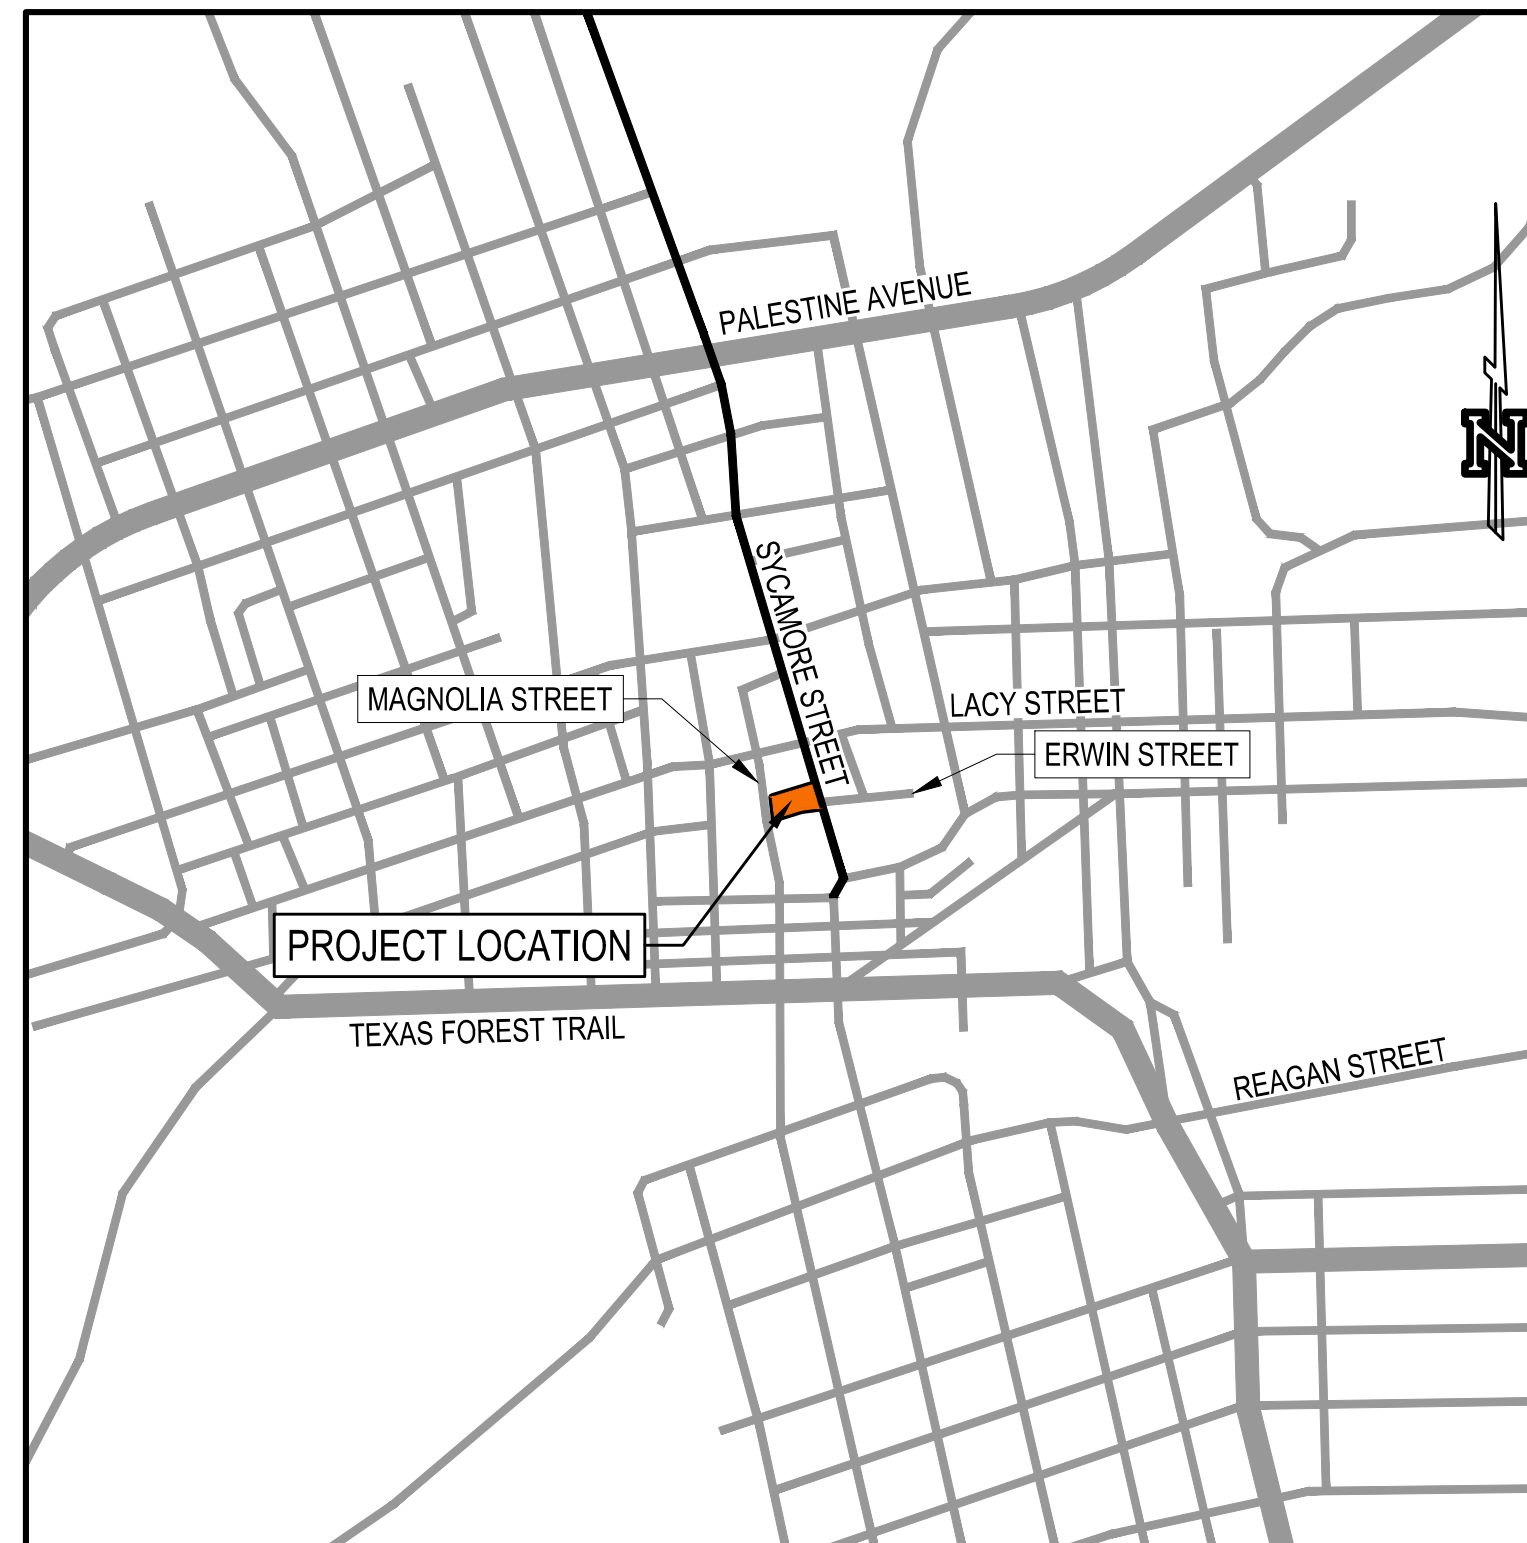 PALESTINE AVENUE
N
SYCAMORE STREET
MAGNOLIA STREET
LACY STREET
ERWIN STREET
PROJECT LOCATION
TEXAS FOREST TRAIL
REAGAN STREET